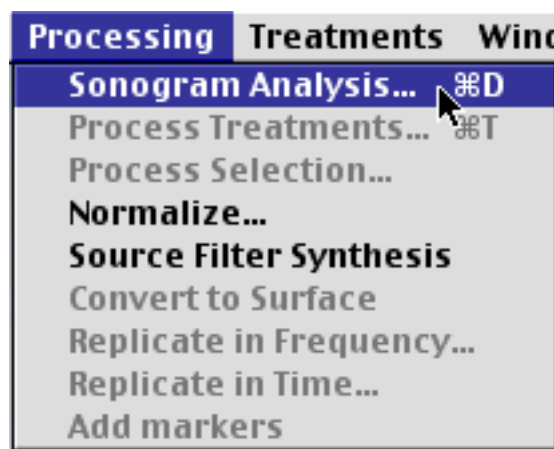 Processing Treatments
Sonogram Analysis... ⌘D
Process Treatments... ⌘T
Process Selection...
Normalize...
Source Filter Synthesis
Convert to Surface
Replicate in Frequency...
Replicate in Time...
Add markers